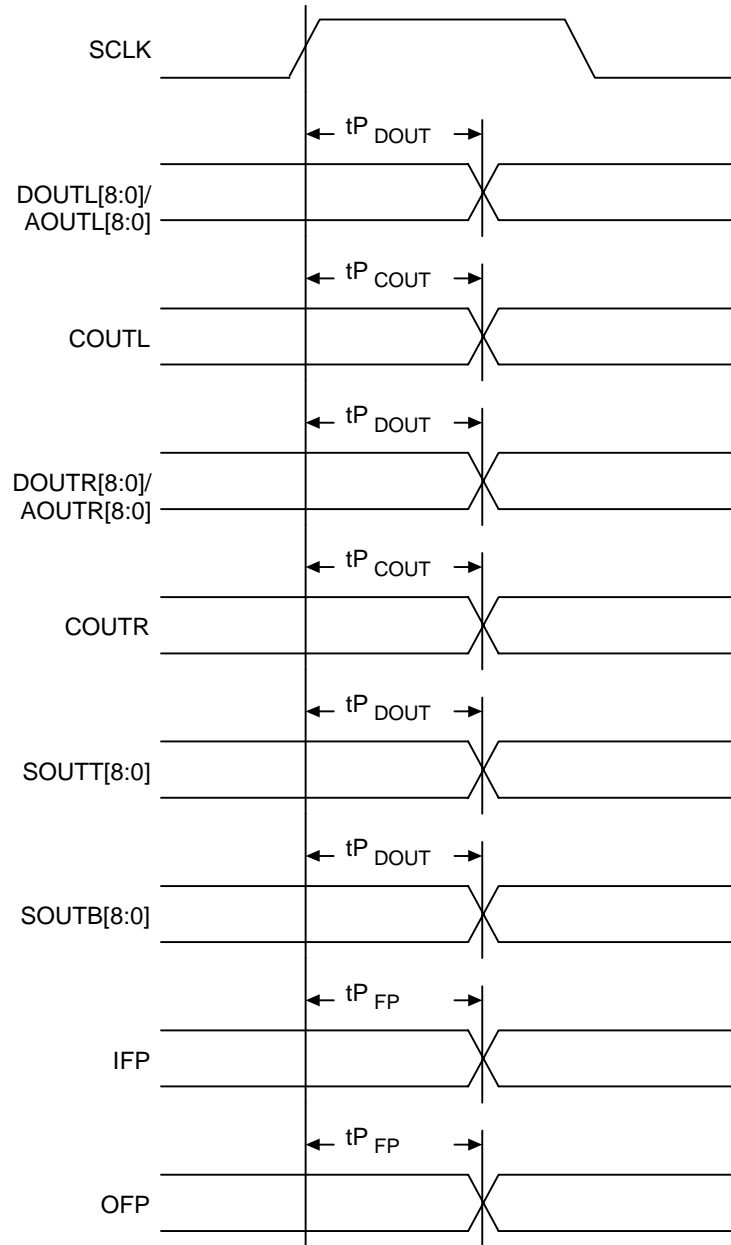 SCLK
tP DOUT
DOUTL[8:0]/
AOUTL[8:0]
tP COUT
COUTL
tP DOUT
DOUTR[8:0]/
AOUTR[8:0]
tP COUT
COUTR
tP DOUT
SOUTT[8:0]
tP DOUT
SOUTB[8:0]
tP FP
IFP
tP FP
OFP